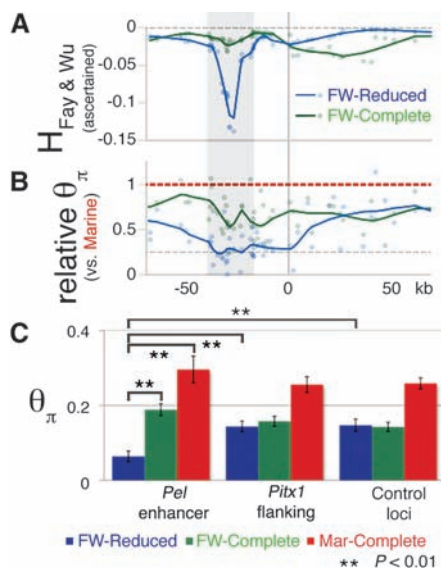 A
0
-0.05
-0.1
-0.15
H Fay & Wu
(ascertained)
FW-Reduced
FW-Complete
B
1
0.5
0
relative θπ
(vs. Marine)
-50
0
50
kb
C
0.4
0.2
0
θπ
**
**
**
**
Pel
enhancer
Pitx1
flanking
Control
loci
FW-Reduced
FW-Complete
Mar-Complete
** P < 0.01